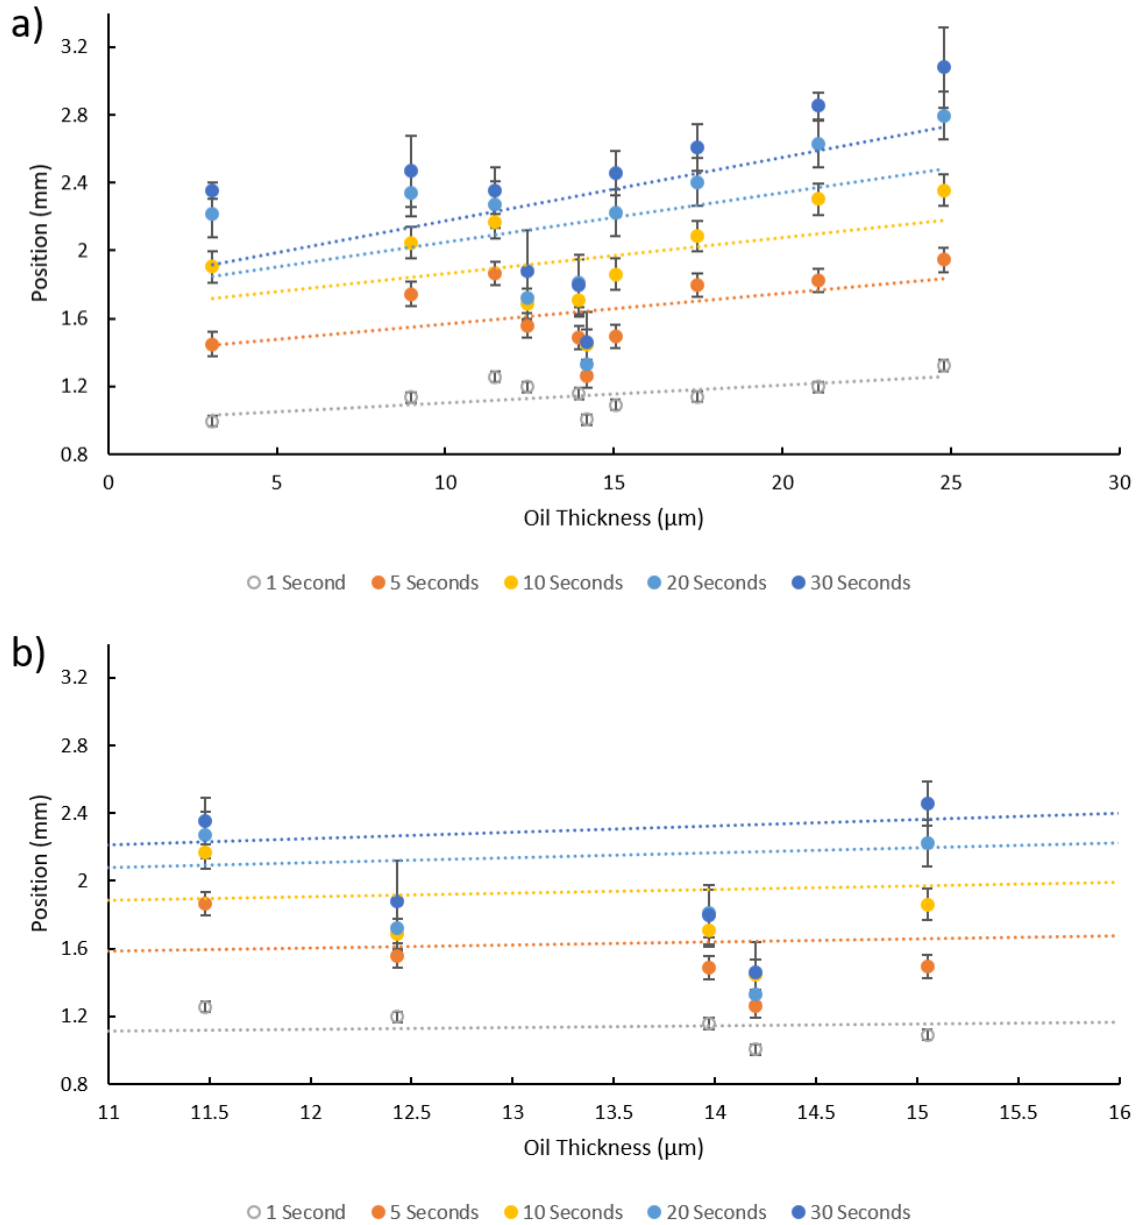 a)
3.2
2.8
2.4
2
1.6
1.2
0.8
Position (mm)
0 5 10 15 20 25 30
Oil Thickness (µm)
1 Second 5 Seconds 10 Seconds 20 Seconds 30 Seconds
b)
3.2
2.8
2.4
2
1.6
1.2
0.8
Position (mm)
11 11.5 12 12.5 13 13.5 14 14.5 15 15.5 16
Oil Thickness (µm)
1 Second 5 Seconds 10 Seconds 20 Seconds 30 Seconds